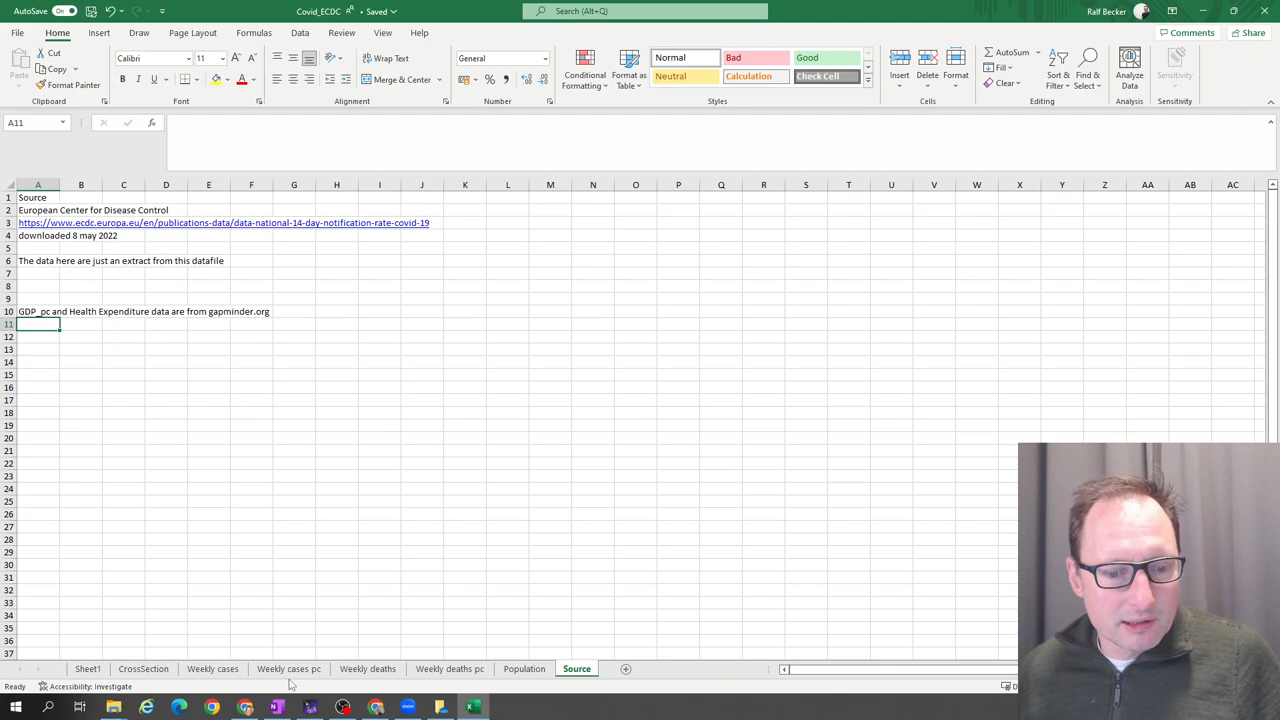 AutoSave On Covid_ECDC • Saved Search (Alt+Q) Ralf Becker
File Home Insert Draw Page Layout Formulas Data Review View Help Comments Share
Paste Cut Copy Format Painter Clipboard
Calibri 11 B I U A A Font
Wrap Text Merge & Center Alignment
General % Number
Conditional Formatting Format as Table Normal Bad Good Neutral Calculation Check Cell Styles
Insert Delete Format Cells
AutoSum Fill Clear Sort & Filter Find & Select Editing
Analyze Data Analysis
Sensitivity Sensitivity
A11 fx
A B C D E F G H I J K L M N O P Q R S T U V W X Y Z AA AB AC
1 Source
2 European Center for Disease Control
3 https://www.ecdc.europa.eu/en/publications-data/data-national-14-day-notification-rate-covid-19
4 downloaded 8 may 2022
5
6 The data here are just an extract from this datafile
7
8
9
10 GDP_pc and Health Expenditure data are from gapminder.org
11
12
13
14
15
16
17
18
19
20
21
22
23
24
25
26
27
28
29
30
31
32
33
34
35
36
37
Sheet1 CrossSection Weekly cases Weekly cases pc Weekly deaths Weekly deaths pc Population Source
Ready Accessibility: Investigate
zoom